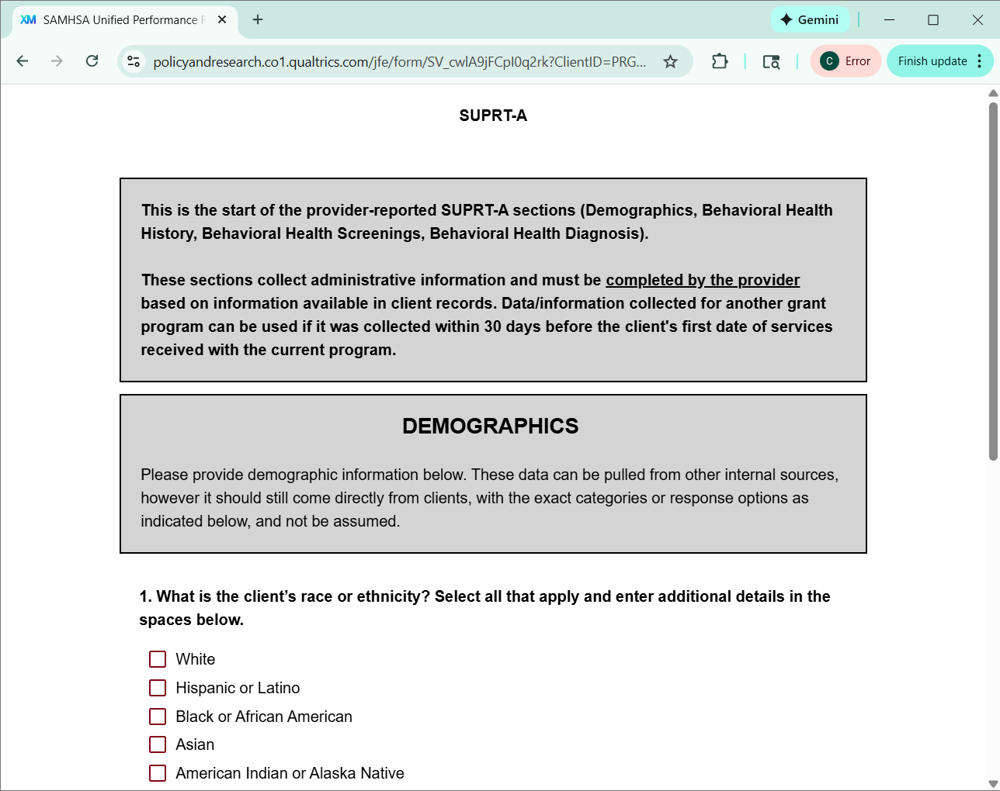 XM SAMHSA Unified Performance
Gemini
policyandresearch.co1.qualtrics.com/jfe/form/SV_cwlA9jFCpI0q2rk?ClientID=PRG...
C Error
Finish update
SUPRT-A
This is the start of the provider-reported SUPRT-A sections (Demographics, Behavioral Health
History, Behavioral Health Screenings, Behavioral Health Diagnosis).
These sections collect administrative information and must be completed by the provider
based on information available in client records. Data/information collected for another grant
program can be used if it was collected within 30 days before the client's first date of services
received with the current program.
DEMOGRAPHICS
Please provide demographic information below. These data can be pulled from other internal sources,
however it should still come directly from clients, with the exact categories or response options as
indicated below, and not be assumed.
1. What is the client’s race or ethnicity? Select all that apply and enter additional details in the
spaces below.
White
Hispanic or Latino
Black or African American
Asian
American Indian or Alaska Native